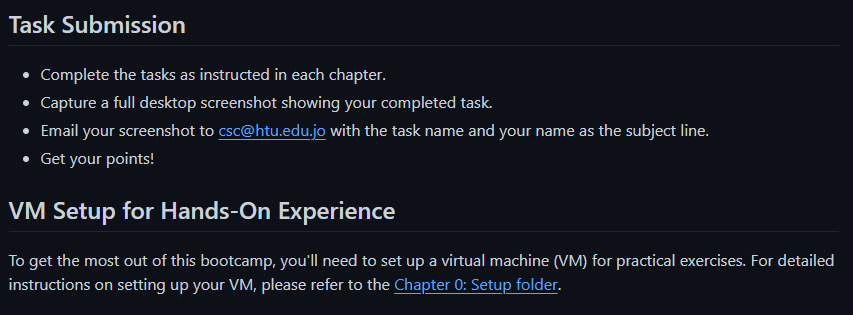 Task Submission
Complete the tasks as instructed in each chapter.
Capture a full desktop screenshot showing your completed task.
Email your screenshot to csc@htu.edu.jo with the task name and your name as the subject line.
Get your points!
VM Setup for Hands-On Experience
To get the most out of this bootcamp, you'll need to set up a virtual machine (VM) for practical exercises. For detailed
instructions on setting up your VM, please refer to the Chapter 0: Setup folder.